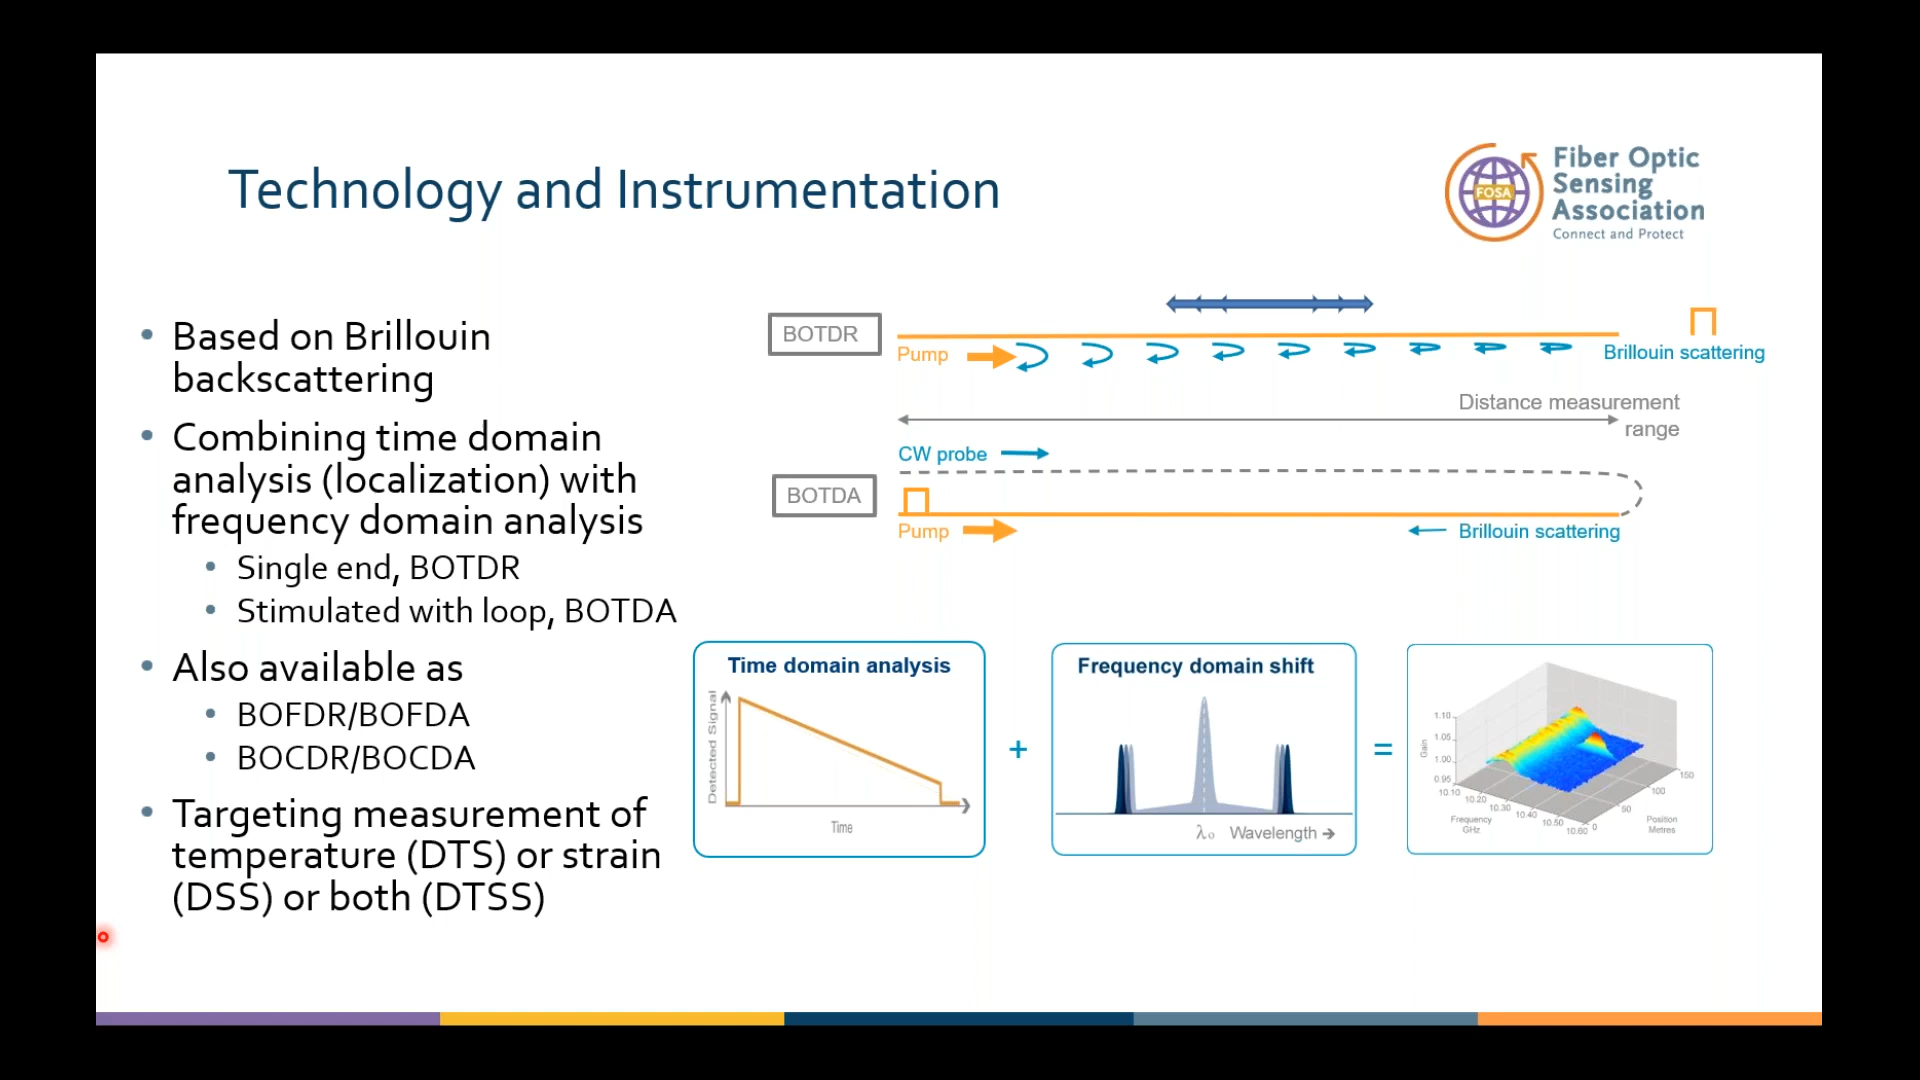 Technology and Instrumentation
Fiber Optic
Sensing
Association
Connect and Protect
FOSA
• Based on Brillouin
backscattering
• Combining time domain
analysis (localization) with
frequency domain analysis
• Single end, BOTDR
• Stimulated with loop, BOTDA
• Also available as
• BOFDR/BOFDA
• BOCDR/BOCDA
• Targeting measurement of
temperature (DTS) or strain
(DSS) or both (DTSS)
BOTDR
Pump
Brillouin scattering
Distance measurement
range
CW probe
BOTDA
Pump
Brillouin scattering
Time domain analysis
Detected Signal
Time
+
Frequency domain shift
λ₀ Wavelength →
=
1.10
1.05
1.00
0.95
Gain
10.10
10.20
10.30
10.40
10.50
10.60
Frequency
GHz
0
50
100
150
Position
Metres